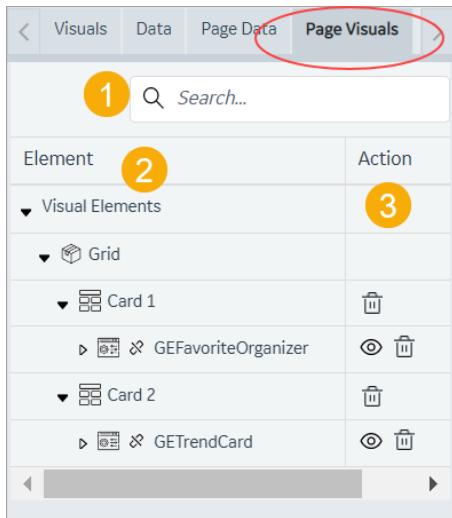 Visuals Data Page Data Page Visuals
1 Search...
Element 2 Action
Visual Elements 3
Grid
Card 1
GEFavoriteOrganizer
Card 2
GETrendCard